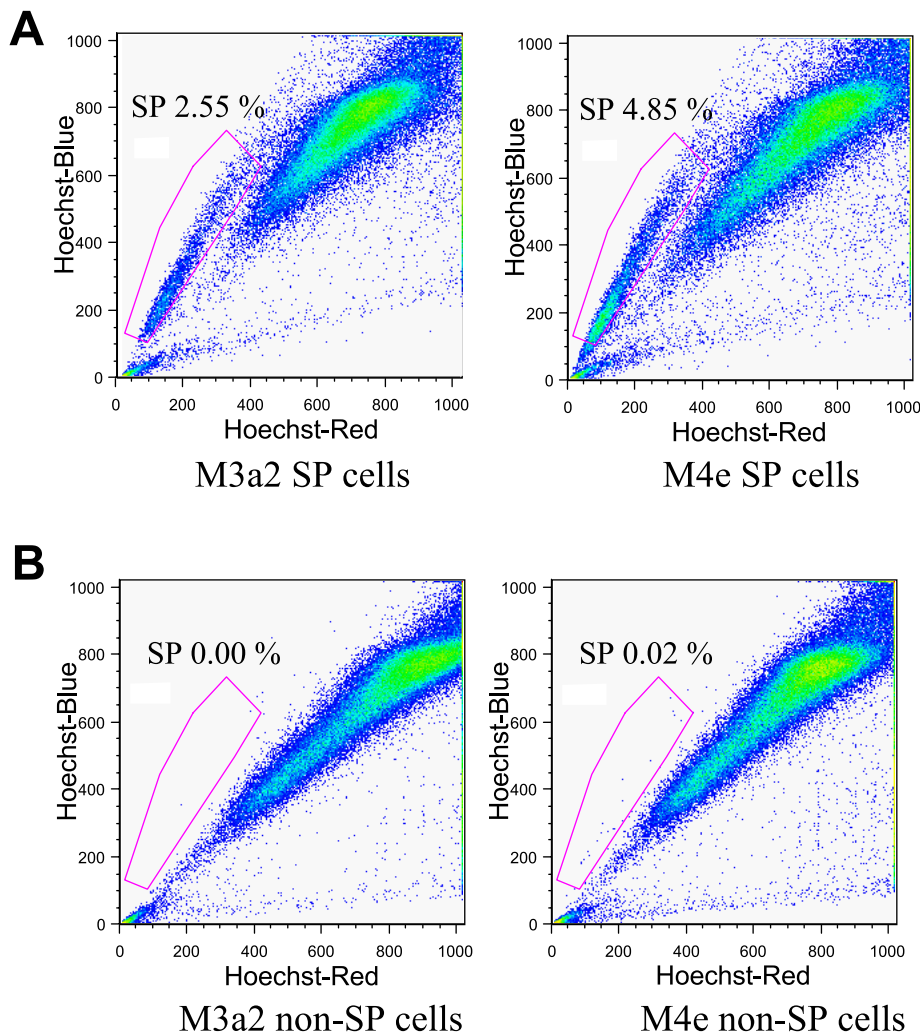 A
1000
800
600
400
200
0
Hoechst-Blue
SP 2.55 %
0 200 400 600 800 1000
Hoechst-Red
M3a2 SP cells
1000
800
600
400
200
0
Hoechst-Blue
SP 4.85 %
0 200 400 600 800 1000
Hoechst-Red
M4e SP cells
B
1000
800
600
400
200
0
Hoechst-Blue
SP 0.00 %
0 200 400 600 800 1000
Hoechst-Red
M3a2 non-SP cells
1000
800
600
400
200
0
Hoechst-Blue
SP 0.02 %
0 200 400 600 800 1000
Hoechst-Red
M4e non-SP cells